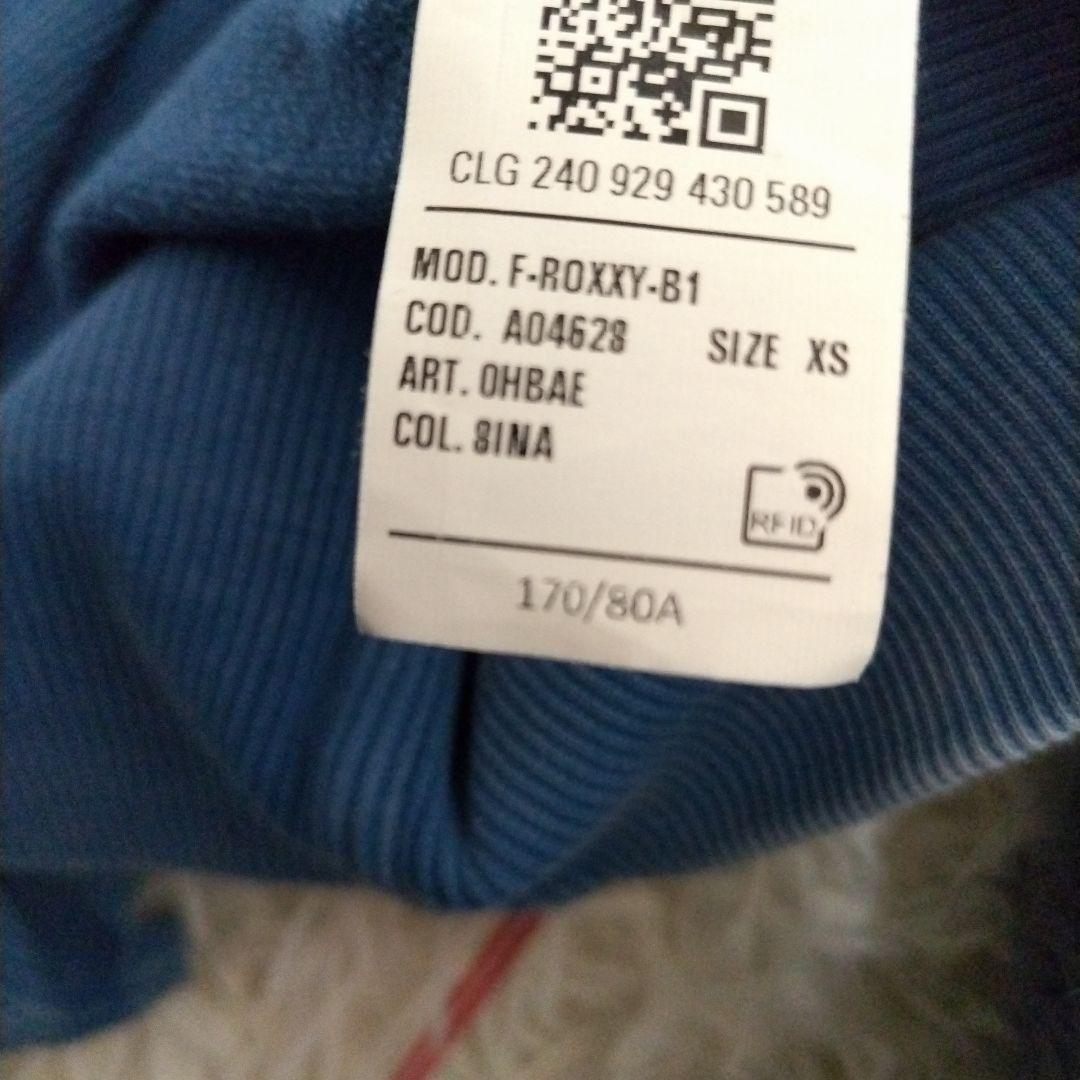 CLG 240 929 430 589
MOD. F-ROXXY-B1
COD. A04628 SIZE XS
ART. 0HBAE
COL. 8INA
RFID
170/80A